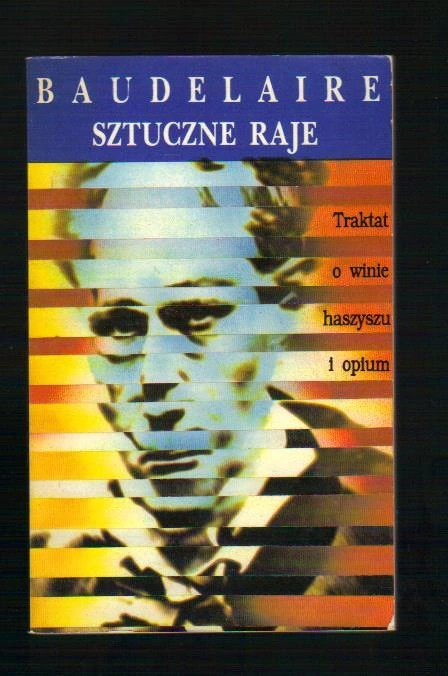 BAUDELAIRE
SZTUCZNE RAJE
Traktat
o winie
haszyszu
i opium